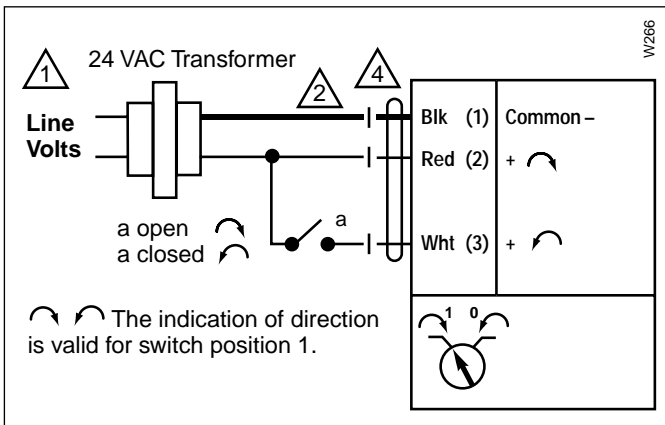 W266
1
24 VAC Transformer
2
4
Line
Volts
Blk (1) Common –
Red (2) +
a
a open
a closed
Wht (3) +
The indication of direction
is valid for switch position 1.
1 0